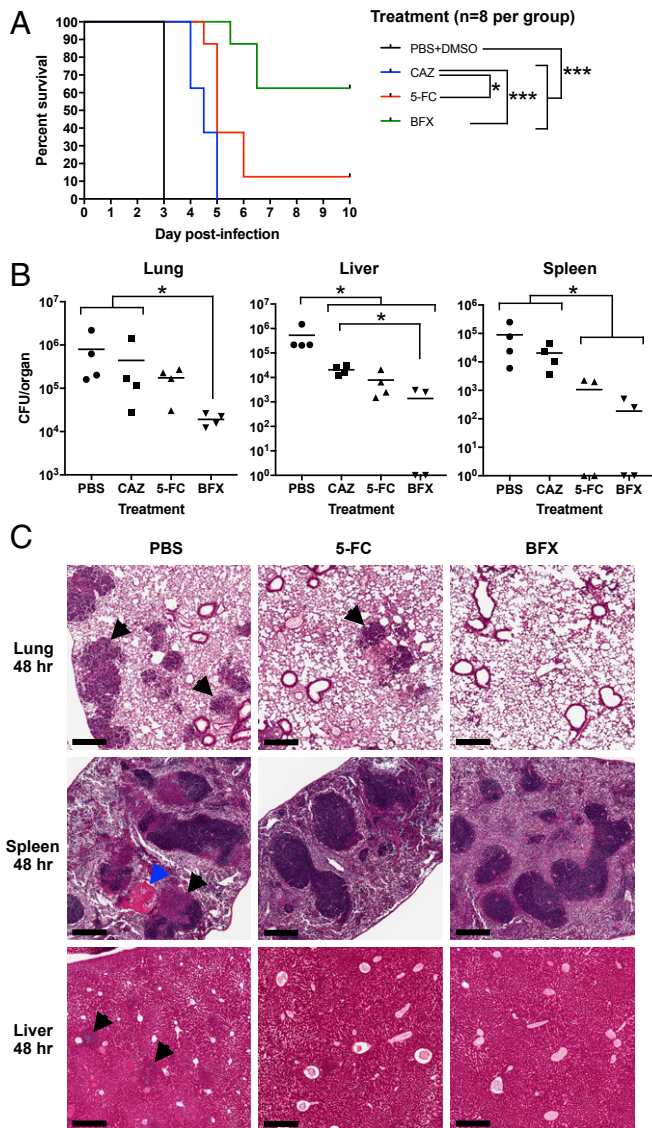 A
Treatment (n=8 per group)
PBS+DMSO
CAZ
5-FC
BFX
***
*
***
Percent survival
100
90
80
70
60
50
40
30
20
10
0
0 1 2 3 4 5 6 7 8 9 10
Day post-infection
B
Lung
*
CFU/organ
10^7
10^6
10^5
10^4
10^3
PBS CAZ 5-FC BFX
Treatment
Liver
*
*
10^7
10^6
10^5
10^4
10^3
10^2
10^1
10^0
PBS CAZ 5-FC BFX
Treatment
Spleen
*
10^6
10^5
10^4
10^3
10^2
10^1
10^0
PBS CAZ 5-FC BFX
Treatment
C
PBS 5-FC BFX
Lung
48 hr
Spleen
48 hr
Liver
48 hr